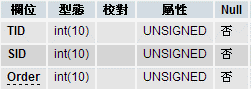 欄位 型態 校對 屬性 Null
TID int(10) UNSIGNED 否
SID int(10) UNSIGNED 否
Order int(10) UNSIGNED 否